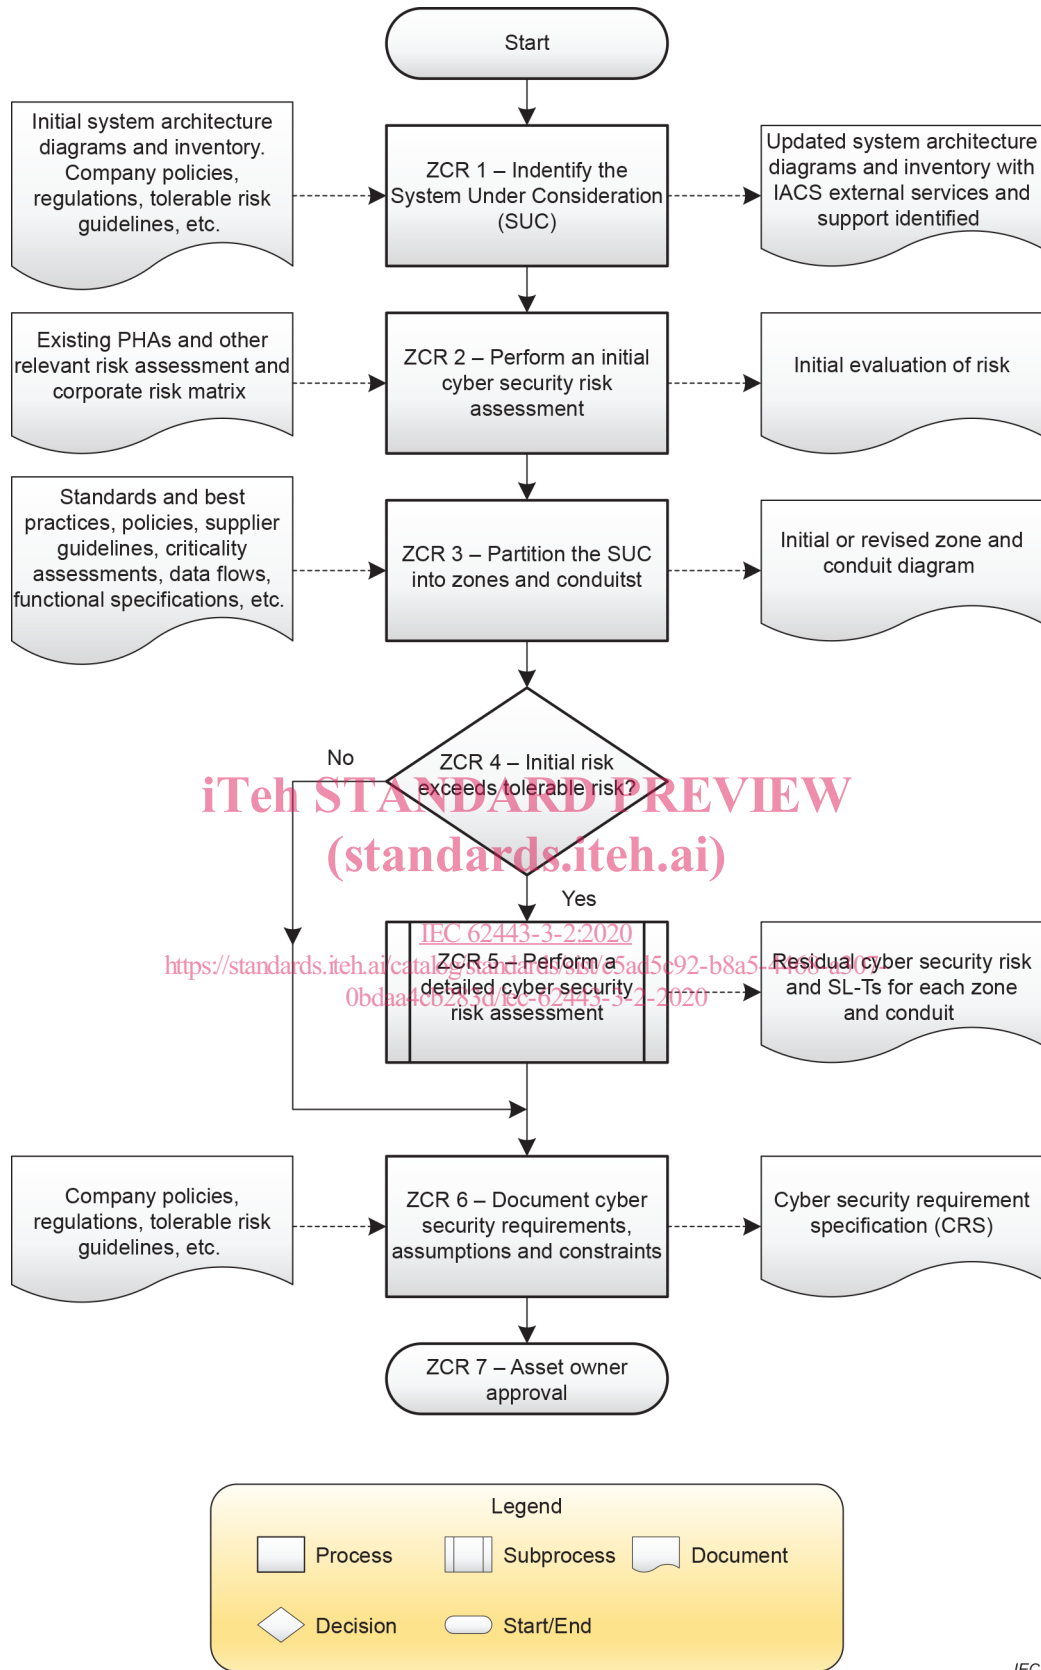 Start
Initial system architecture
diagrams and inventory.
Company policies,
regulations, tolerable risk
guidelines, etc.
ZCR 1 – Indentify the
System Under Consideration
(SUC)
Updated system architecture
diagrams and inventory with
IACS external services and
support identified
Existing PHAs and other
relevant risk assessment and
corporate risk matrix
ZCR 2 – Perform an initial
cyber security risk
assessment
Initial evaluation of risk
Standards and best
practices, policies, supplier
guidelines, criticality
assessments, data flows,
functional specifications, etc.
ZCR 3 – Partition the SUC
into zones and conduitst
Initial or revised zone and
conduit diagram
No
ZCR 4 – Initial risk
exceeds tolerable risk?
iTeh STANDARD PREVIEW
(standards.iteh.ai)
Yes
IEC 62443-3-2:2020
ZCR 5 – Perform a
detailed cyber security
risk assessment
Residual cyber security risk
and SL-Ts for each zone
and conduit
Company policies,
regulations, tolerable risk
guidelines, etc.
ZCR 6 – Document cyber
security requirements,
assumptions and constraints
Cyber security requirement
specification (CRS)
ZCR 7 – Asset owner
approval
Legend
Process
Subprocess
Document
Decision
Start/End
IEC